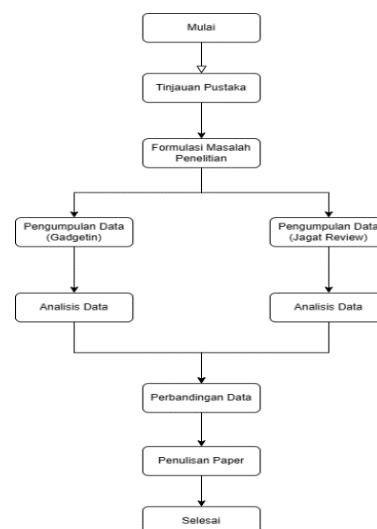 Mulai
Tinjauan Pustaka
Formulasi Masalah
Penelitian
Pengumpulan Data
(Gadgetin)
Pengumpulan Data
(Jagat Review)
Analisis Data
Analisis Data
Perbandingan Data
Penulisan Paper
Selesai